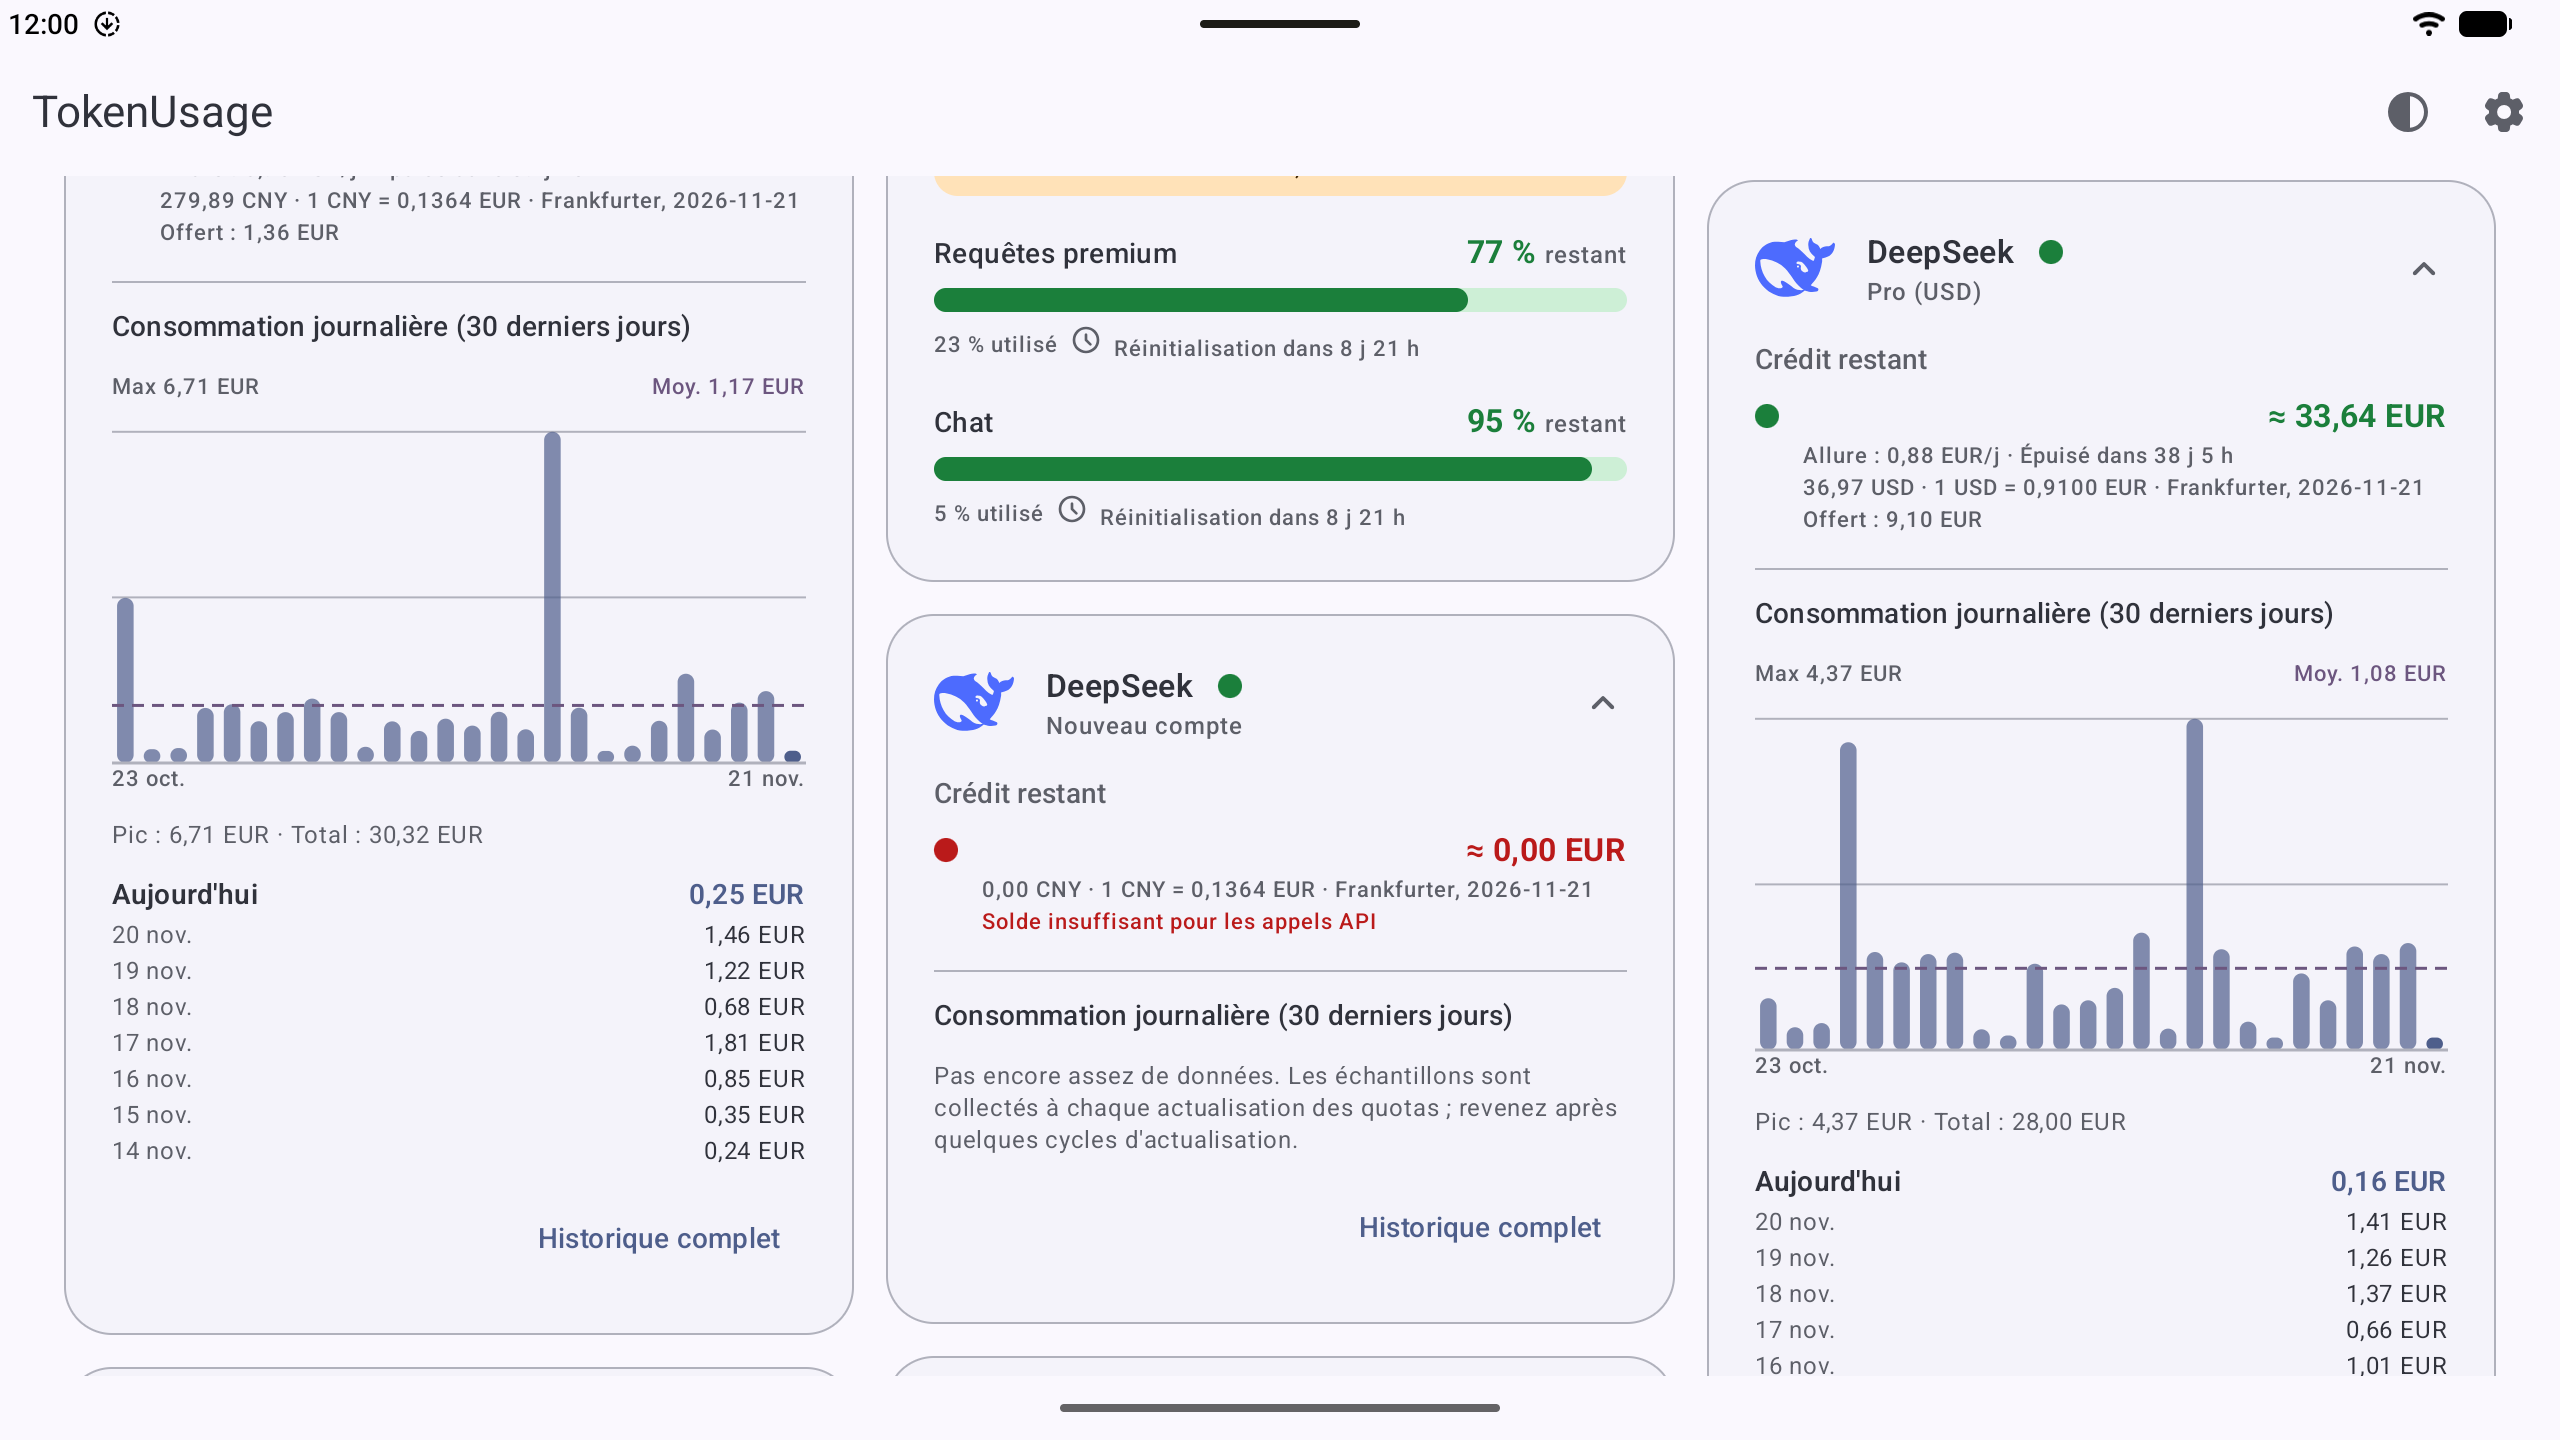 12:00
TokenUsage
279,89 CNY · 1 CNY = 0,1364 EUR · Frankfurter, 2026-11-21
Offert : 1,36 EUR
Consommation journalière (30 derniers jours)
Max 6,71 EUR
Moy. 1,17 EUR
23 oct.
21 nov.
Pic : 6,71 EUR · Total : 30,32 EUR
Aujourd'hui 0,25 EUR
20 nov. 1,46 EUR
19 nov. 1,22 EUR
18 nov. 0,68 EUR
17 nov. 1,81 EUR
16 nov. 0,85 EUR
15 nov. 0,35 EUR
14 nov. 0,24 EUR
Historique complet
Requêtes premium 77 % restant
23 % utilisé Réinitialisation dans 8 j 21 h
Chat 95 % restant
5 % utilisé Réinitialisation dans 8 j 21 h
DeepSeek
Nouveau compte
Crédit restant
≈ 0,00 EUR
0,00 CNY · 1 CNY = 0,1364 EUR · Frankfurter, 2026-11-21
Solde insuffisant pour les appels API
Consommation journalière (30 derniers jours)
Pas encore assez de données. Les échantillons sont
collectés à chaque actualisation des quotas ; revenez après
quelques cycles d'actualisation.
Historique complet
DeepSeek
Pro (USD)
Crédit restant
≈ 33,64 EUR
Allure : 0,88 EUR/j · Épuisé dans 38 j 5 h
36,97 USD · 1 USD = 0,9100 EUR · Frankfurter, 2026-11-21
Offert : 9,10 EUR
Consommation journalière (30 derniers jours)
Max 4,37 EUR
Moy. 1,08 EUR
23 oct.
21 nov.
Pic : 4,37 EUR · Total : 28,00 EUR
Aujourd'hui 0,16 EUR
20 nov. 1,41 EUR
19 nov. 1,26 EUR
18 nov. 1,37 EUR
17 nov. 0,66 EUR
16 nov. 1,01 EUR